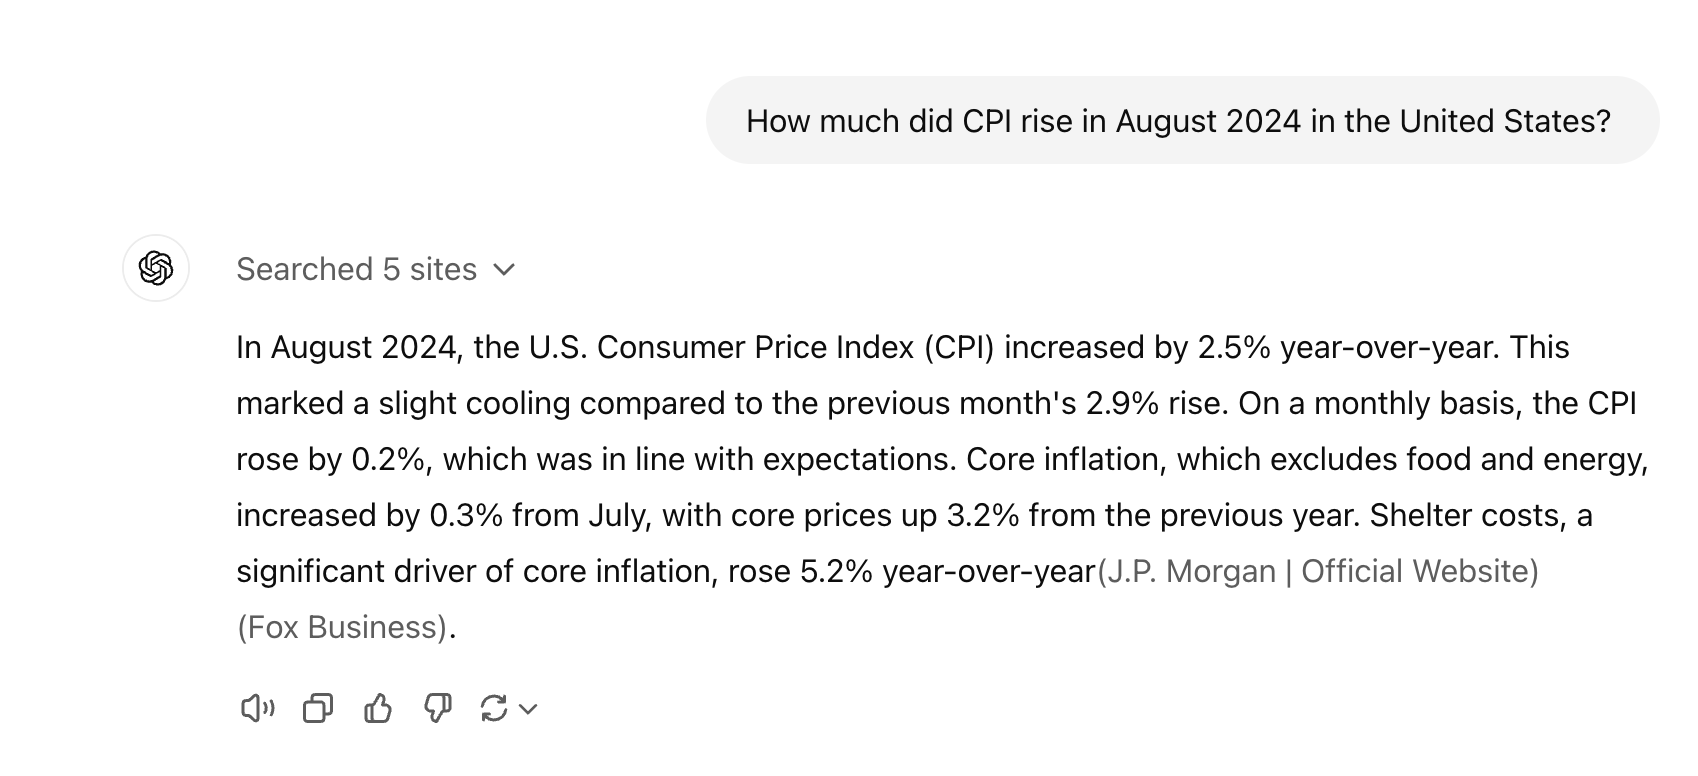 How much did CPI rise in August 2024 in the United States?
Searched 5 sites
In August 2024, the U.S. Consumer Price Index (CPI) increased by 2.5% year-over-year. This
marked a slight cooling compared to the previous month's 2.9% rise. On a monthly basis, the CPI
rose by 0.2%, which was in line with expectations. Core inflation, which excludes food and energy,
increased by 0.3% from July, with core prices up 3.2% from the previous year. Shelter costs, a
significant driver of core inflation, rose 5.2% year-over-year(J.P. Morgan | Official Website)
(Fox Business).